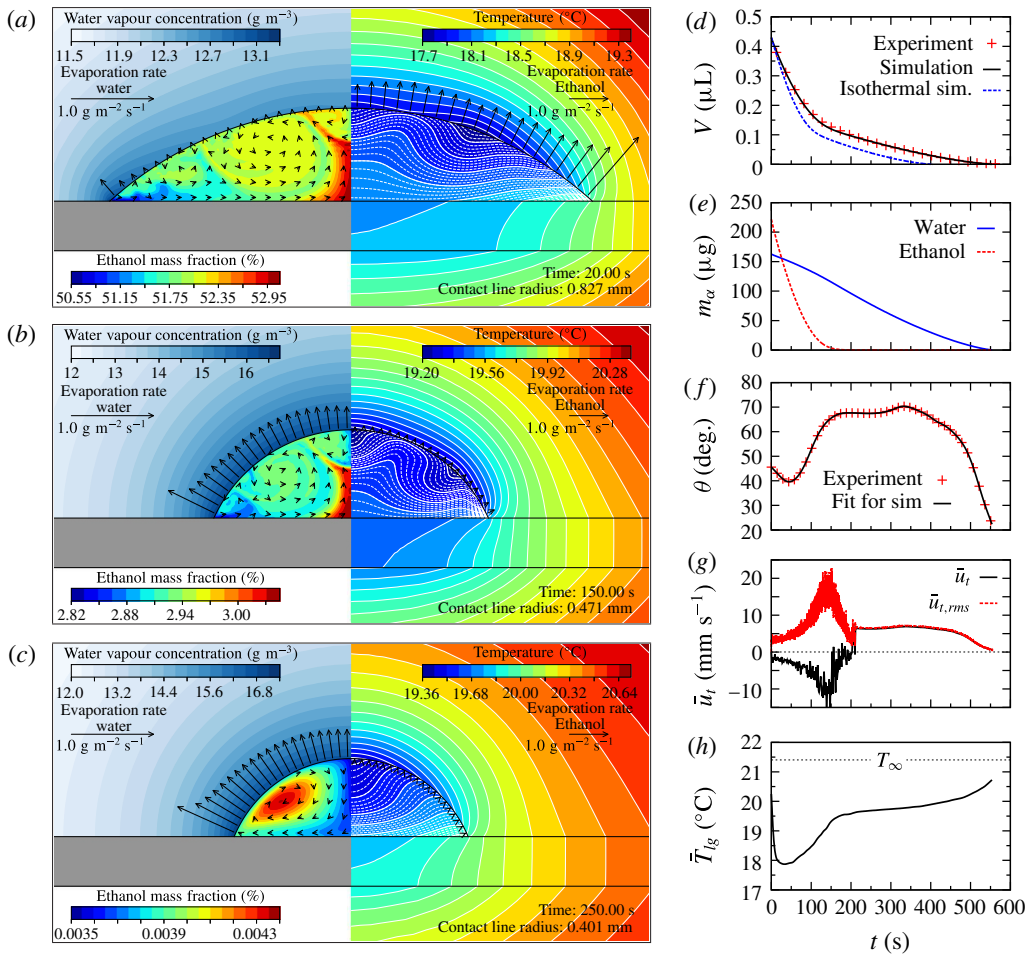 (a)
Water vapour concentration (g m−3)
11.5 11.9 12.3 12.7 13.1
Evaporation rate
water
1.0 g m−2 s−1
Temperature (°C)
17.7 18.1 18.5 18.9 19.3
Evaporation rate
Ethanol
1.0 g m−2 s−1
Ethanol mass fraction (%)
50.55 51.15 51.75 52.35 52.95
Time: 20.00 s
Contact line radius: 0.827 mm
(b)
Water vapour concentration (g m−3)
12 13 14 15 16
Evaporation rate
water
1.0 g m−2 s−1
Temperature (°C)
19.20 19.56 19.92 20.28
Evaporation rate
Ethanol
1.0 g m−2 s−1
Ethanol mass fraction (%)
2.82 2.88 2.94 3.00
Time: 150.00 s
Contact line radius: 0.471 mm
(c)
Water vapour concentration (g m−3)
12.0 13.2 14.4 15.6 16.8
Evaporation rate
water
1.0 g m−2 s−1
Temperature (°C)
19.36 19.68 20.00 20.32 20.64
Evaporation rate
Ethanol
1.0 g m−2 s−1
Ethanol mass fraction (%)
0.0035 0.0039 0.0043
Time: 250.00 s
Contact line radius: 0.401 mm
(d)
V (μL)
0.5
0.4
0.3
0.2
0.1
0
Experiment
Simulation
Isothermal sim.
(e)
mα (μg)
250
200
150
100
50
0
Water
Ethanol
(f)
θ (deg.)
80
70
60
50
40
30
20
Experiment
Fit for sim
(g)
ūt (mm s−1)
20
10
0
−10
ūt
ūt,rms
(h)
T̄lg (°C)
22
21
20
19
18
17
T∞
0 100 200 300 400 500 600
t (s)